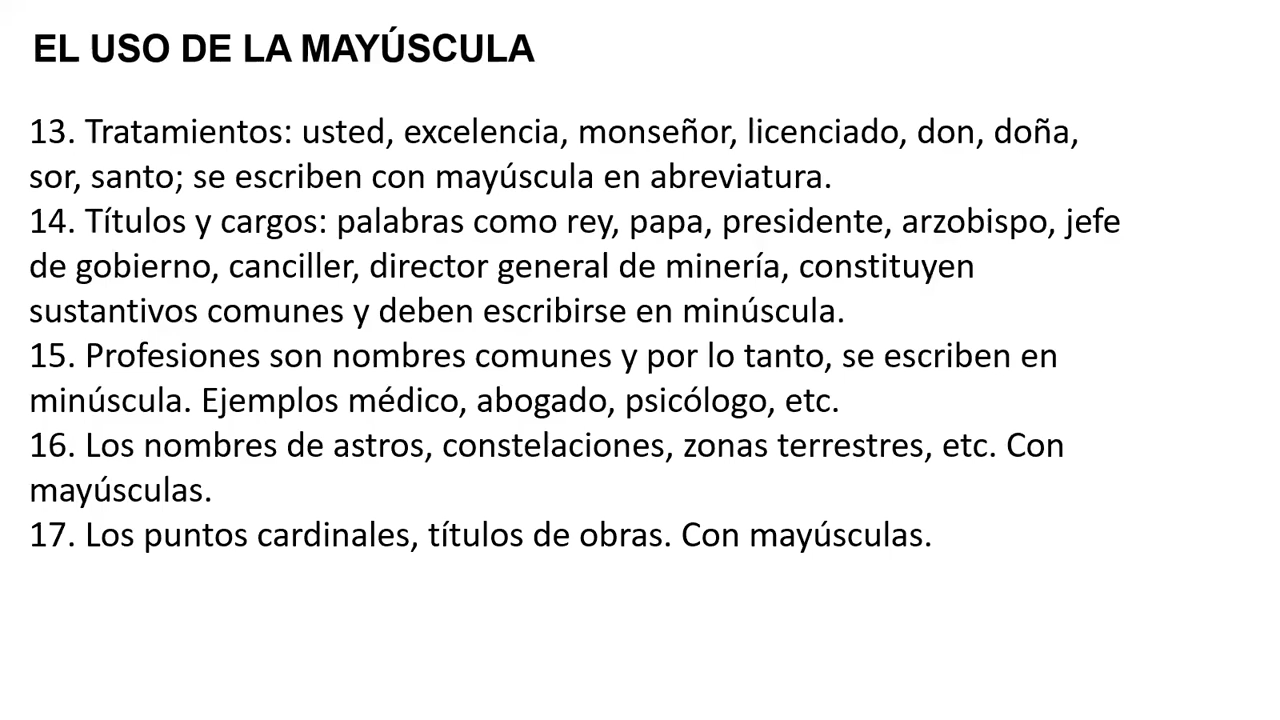 EL USO DE LA MAYÚSCULA
13. Tratamientos: usted, excelencia, monseñor, licenciado, don, doña,
sor, santo; se escriben con mayúscula en abreviatura.
14. Títulos y cargos: palabras como rey, papa, presidente, arzobispo, jefe
de gobierno, canciller, director general de minería, constituyen
sustantivos comunes y deben escribirse en minúscula.
15. Profesiones son nombres comunes y por lo tanto, se escriben en
minúscula. Ejemplos médico, abogado, psicólogo, etc.
16. Los nombres de astros, constelaciones, zonas terrestres, etc. Con
mayúsculas.
17. Los puntos cardinales, títulos de obras. Con mayúsculas.